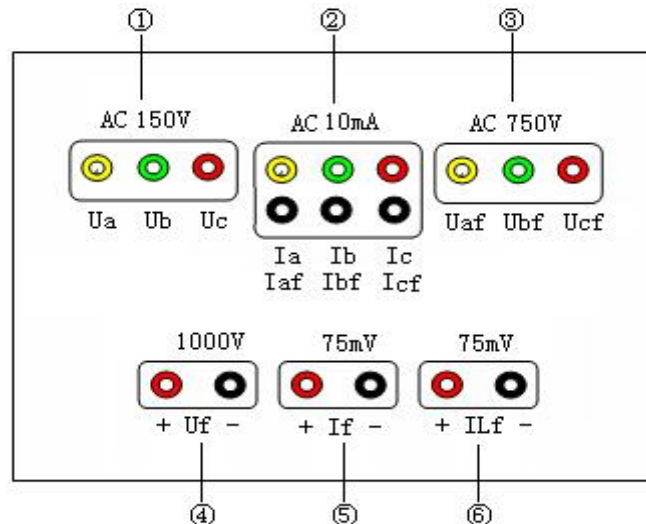 ① ② ③
AC 150V AC 10mA AC 750V
Ua Ub Uc
Uaf Ubf Ucf
Ia Ib Ic
Iaf Ibf Icf
1000V 75mV 75mV
+ Uf - + If - + ILf -
④ ⑤ ⑥